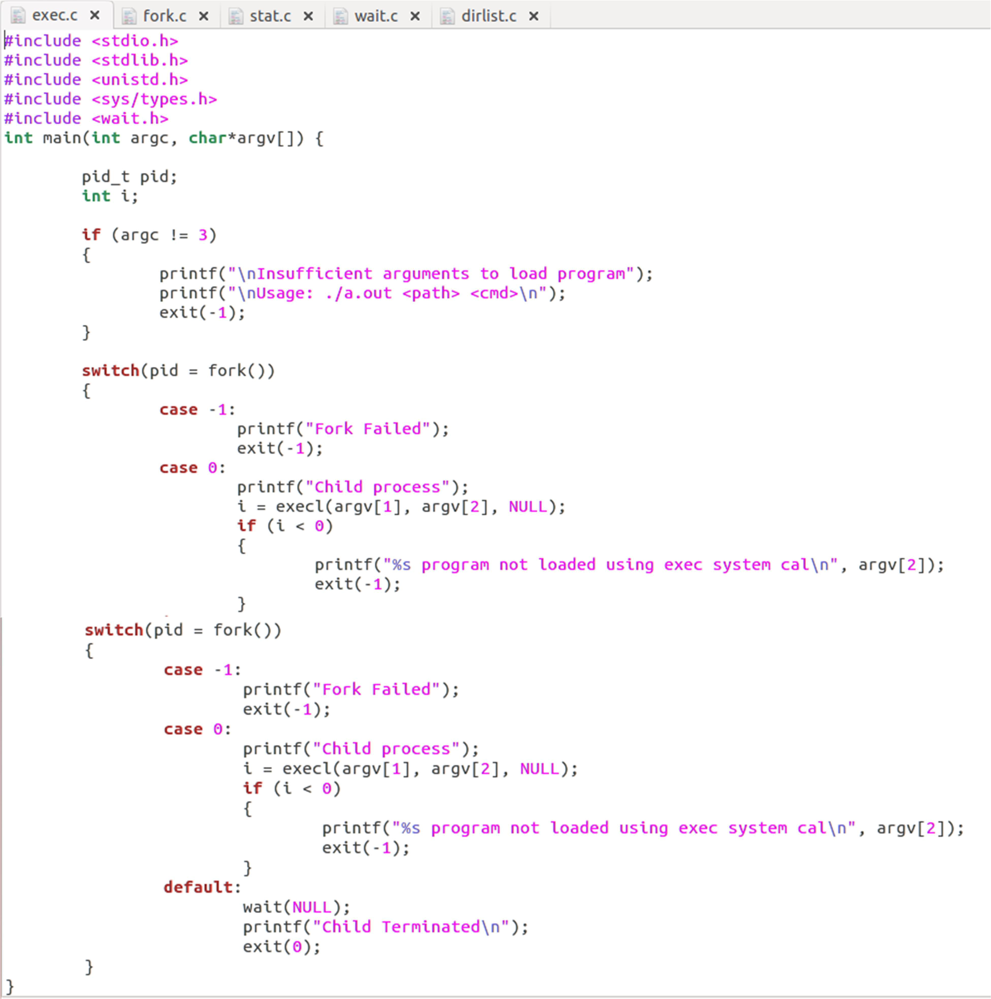 exec.c × fork.c × stat.c × wait.c × dirlist.c ×
#include <stdio.h>
#include <stdlib.h>
#include <unistd.h>
#include <sys/types.h>
#include <wait.h>
int main(int argc, char*argv[]) {
pid_t pid;
int i;
if (argc != 3)
{
printf("\nInsufficient arguments to load program");
printf("\nUsage: ./a.out <path> <cmd>\n");
exit(-1);
}
switch(pid = fork())
{
case -1:
printf("Fork Failed");
exit(-1);
case 0:
printf("Child process");
i = execl(argv[1], argv[2], NULL);
if (i < 0)
{
printf("%s program not loaded using exec system cal\n", argv[2]);
exit(-1);
}
switch(pid = fork())
{
case -1:
printf("Fork Failed");
exit(-1);
case 0:
printf("Child process");
i = execl(argv[1], argv[2], NULL);
if (i < 0)
{
printf("%s program not loaded using exec system cal\n", argv[2]);
exit(-1);
}
default:
wait(NULL);
printf("Child Terminated\n");
exit(0);
}
}